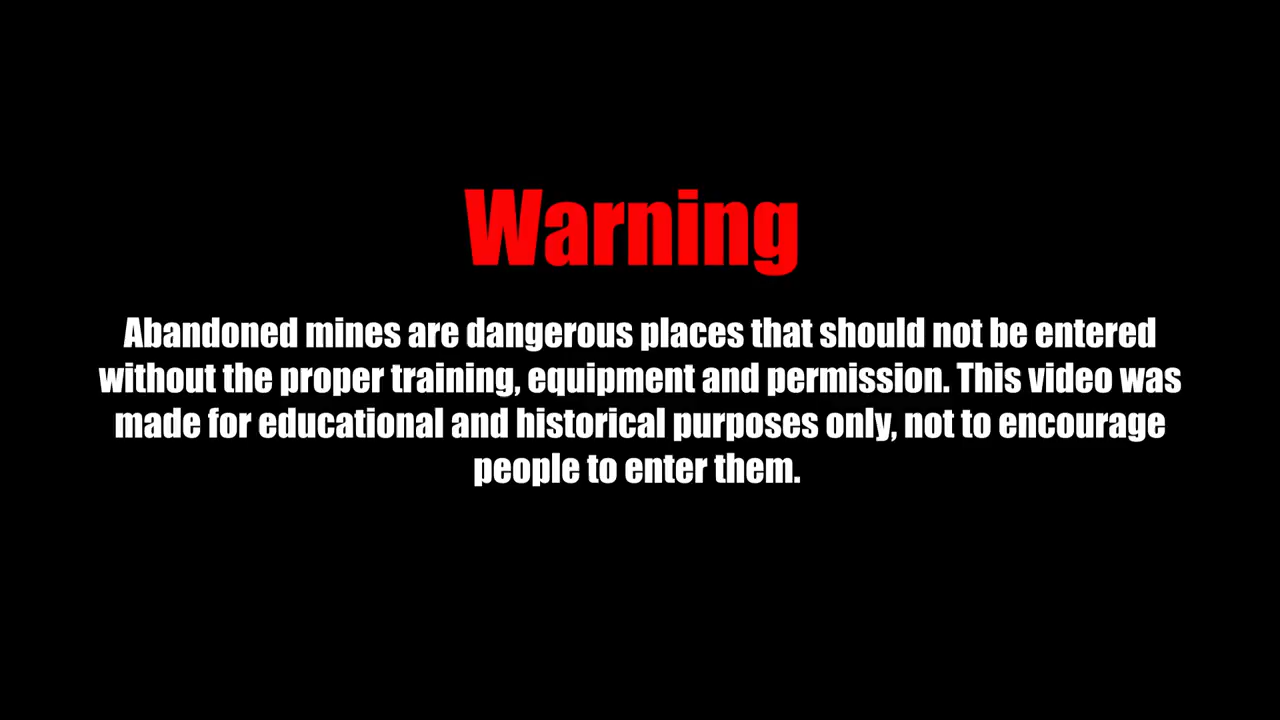 Warning
Abandoned mines are dangerous places that should not be entered
without the proper training, equipment and permission. This video was
made for educational and historical purposes only, not to encourage
people to enter them.